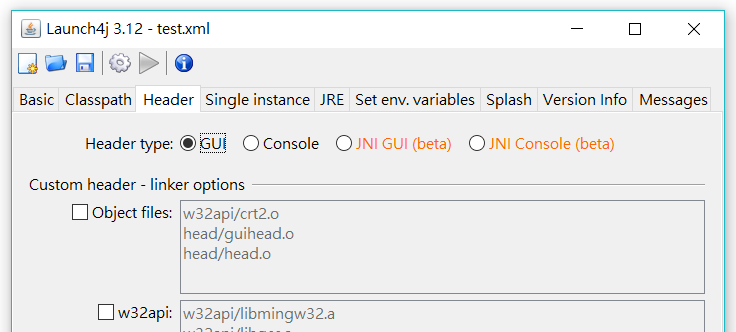 Launch4j 3.12 - test.xml
Basic Classpath Header Single instance JRE Set env. variables Splash Version Info Messages
Header type: GUI Console JNI GUI (beta) JNI Console (beta)
Custom header - linker options
Object files: w32api/crt2.o
head/guihead.o
head/head.o
w32api: w32api/libmingw32.a